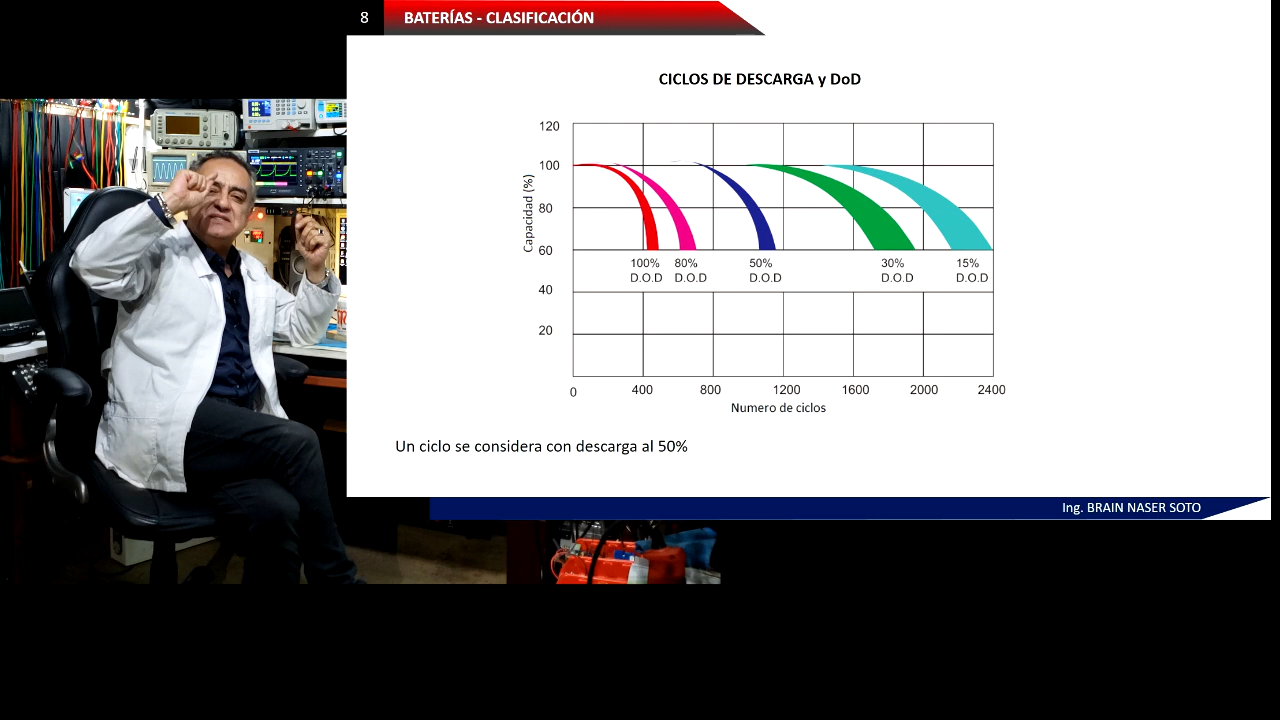 8
BATERÍAS - CLASIFICACIÓN
CICLOS DE DESCARGA y DoD
120
100
80
60
40
20
Capacidad (%)
100% 80% 50% 30% 15%
D.O.D D.O.D D.O.D D.O.D D.O.D
0 400 800 1200 1600 2000 2400
Numero de ciclos
Un ciclo se considera con descarga al 50%
Ing. BRAIN NASER SOTO